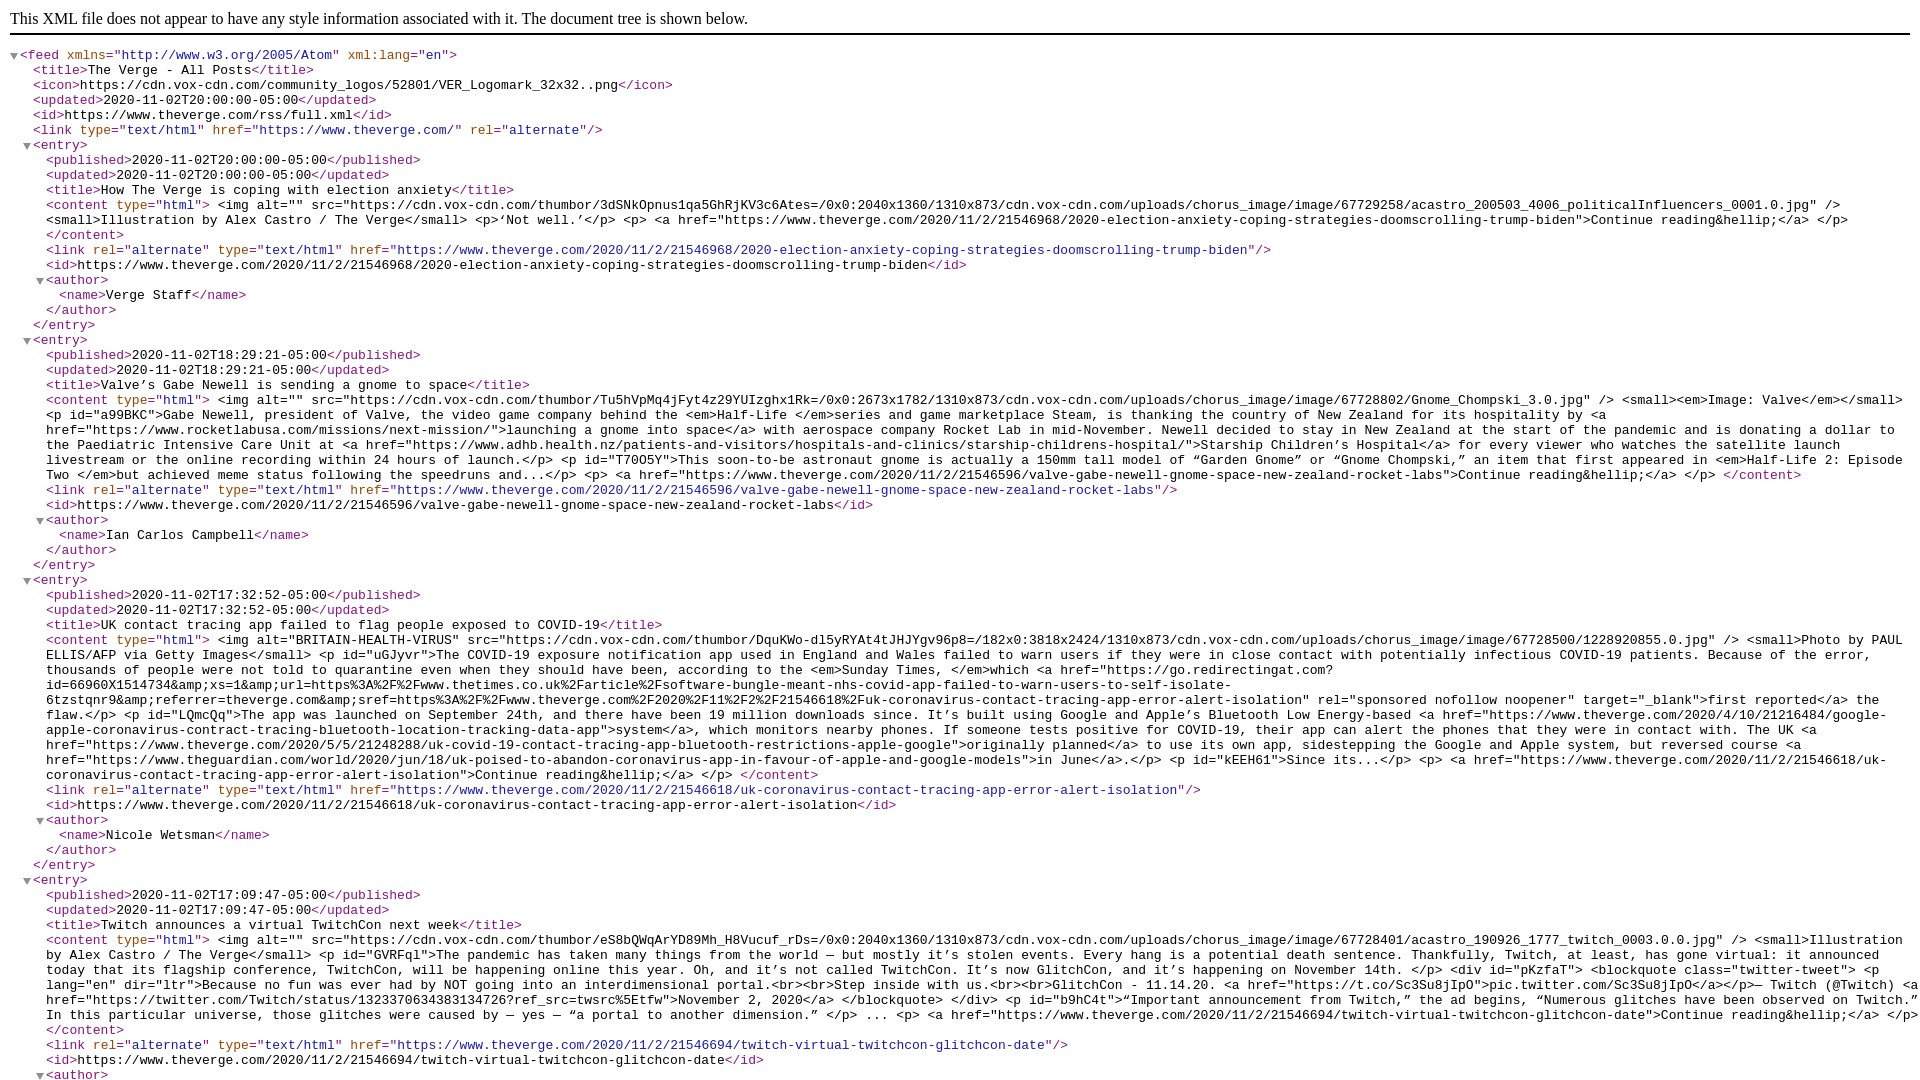 This XML file does not appear to have any style information associated with it. The document tree is shown below.
<feed xmlns="http://www.w3.org/2005/Atom" xml:lang="en">
<title>The Verge - All Posts</title>
<icon>https://cdn.vox-cdn.com/community_logos/52801/VER_Logomark_32x32..png</icon>
<updated>2020-11-02T20:00:00-05:00</updated>
<id>https://www.theverge.com/rss/full.xml</id>
<link type="text/html" href="https://www.theverge.com/" rel="alternate"/>
<entry>
<published>2020-11-02T20:00:00-05:00</published>
<updated>2020-11-02T20:00:00-05:00</updated>
<title>How The Verge is coping with election anxiety</title>
<content type="html"> <img alt="" src="https://cdn.vox-cdn.com/thumbor/3dSNkOpnus1qa5GhRjKV3c6Ates=/0x0:2040x1360/1310x873/cdn.vox-cdn.com/uploads/chorus_image/image/67729258/acastro_200503_4006_politicalInfluencers_0001.0.jpg" />
<small>Illustration by Alex Castro / The Verge</small> <p>‘Not well.’</p> <p> <a href="https://www.theverge.com/2020/11/2/21546968/2020-election-anxiety-coping-strategies-doomscrolling-trump-biden">Continue reading&hellip;</a> </p>
</content>
<link rel="alternate" type="text/html" href="https://www.theverge.com/2020/11/2/21546968/2020-election-anxiety-coping-strategies-doomscrolling-trump-biden"/>
<id>https://www.theverge.com/2020/11/2/21546968/2020-election-anxiety-coping-strategies-doomscrolling-trump-biden</id>
<author>
<name>Verge Staff</name>
</author>
</entry>
<entry>
<published>2020-11-02T18:29:21-05:00</published>
<updated>2020-11-02T18:29:21-05:00</updated>
<title>Valve’s Gabe Newell is sending a gnome to space</title>
<content type="html"> <img alt="" src="https://cdn.vox-cdn.com/thumbor/Tu5hVpMq4jFyt4z29YUIzghx1Rk=/0x0:2673x1782/1310x873/cdn.vox-cdn.com/uploads/chorus_image/image/67728802/Gnome_Chompski_3.0.jpg" /> <small><em>Image: Valve</em></small>
<p id="a99BKC">Gabe Newell, president of Valve, the video game company behind the <em>Half-Life </em>series and game marketplace Steam, is thanking the country of New Zealand for its hospitality by <a
href="https://www.rocketlabusa.com/missions/next-mission/">launching a gnome into space</a> with aerospace company Rocket Lab in mid-November. Newell decided to stay in New Zealand at the start of the pandemic and is donating a dollar to
the Paediatric Intensive Care Unit at <a href="https://www.adhb.health.nz/patients-and-visitors/hospitals-and-clinics/starship-childrens-hospital/">Starship Children’s Hospital</a> for every viewer who watches the satellite launch
livestream or the online recording within 24 hours of launch.</p> <p id="T70O5Y">This soon-to-be astronaut gnome is actually a 150mm tall model of “Garden Gnome” or “Gnome Chompski,” an item that first appeared in <em>Half-Life 2: Episode
Two </em>but achieved meme status following the speedruns and...</p> <p> <a href="https://www.theverge.com/2020/11/2/21546596/valve-gabe-newell-gnome-space-new-zealand-rocket-labs">Continue reading&hellip;</a> </p> </content>
<link rel="alternate" type="text/html" href="https://www.theverge.com/2020/11/2/21546596/valve-gabe-newell-gnome-space-new-zealand-rocket-labs"/>
<id>https://www.theverge.com/2020/11/2/21546596/valve-gabe-newell-gnome-space-new-zealand-rocket-labs</id>
<author>
<name>Ian Carlos Campbell</name>
</author>
</entry>
<entry>
<published>2020-11-02T17:32:52-05:00</published>
<updated>2020-11-02T17:32:52-05:00</updated>
<title>UK contact tracing app failed to flag people exposed to COVID-19</title>
<content type="html"> <img alt="BRITAIN-HEALTH-VIRUS" src="https://cdn.vox-cdn.com/thumbor/DquKWo-dl5yRYAt4tJHJYgv96p8=/182x0:3818x2424/1310x873/cdn.vox-cdn.com/uploads/chorus_image/image/67728500/1228920855.0.jpg" /> <small>Photo by PAUL
ELLIS/AFP via Getty Images</small> <p id="uGJyvr">The COVID-19 exposure notification app used in England and Wales failed to warn users if they were in close contact with potentially infectious COVID-19 patients. Because of the error,
thousands of people were not told to quarantine even when they should have been, according to the <em>Sunday Times, </em>which <a href="https://go.redirectingat.com?
id=66960X1514734&amp;xs=1&amp;url=https%3A%2F%2Fwww.thetimes.co.uk%2Farticle%2Fsoftware-bungle-meant-nhs-covid-app-failed-to-warn-users-to-self-isolate-
6tzstqnr9&amp;referrer=theverge.com&amp;sref=https%3A%2F%2Fwww.theverge.com%2F2020%2F11%2F2%2F21546618%2Fuk-coronavirus-contact-tracing-app-error-alert-isolation" rel="sponsored nofollow noopener" target="_blank">first reported</a> the
flaw.</p> <p id="LQmcQq">The app was launched on September 24th, and there have been 19 million downloads since. It’s built using Google and Apple’s Bluetooth Low Energy-based <a href="https://www.theverge.com/2020/4/10/21216484/google-
apple-coronavirus-contract-tracing-bluetooth-location-tracking-data-app">system</a>, which monitors nearby phones. If someone tests positive for COVID-19, their app can alert the phones that they were in contact with. The UK <a
href="https://www.theverge.com/2020/5/5/21248288/uk-covid-19-contact-tracing-app-bluetooth-restrictions-apple-google">originally planned</a> to use its own app, sidestepping the Google and Apple system, but reversed course <a
href="https://www.theguardian.com/world/2020/jun/18/uk-poised-to-abandon-coronavirus-app-in-favour-of-apple-and-google-models">in June</a>.</p> <p id="kEEH61">Since its...</p> <p> <a href="https://www.theverge.com/2020/11/2/21546618/uk-
coronavirus-contact-tracing-app-error-alert-isolation">Continue reading&hellip;</a> </p> </content>
<link rel="alternate" type="text/html" href="https://www.theverge.com/2020/11/2/21546618/uk-coronavirus-contact-tracing-app-error-alert-isolation"/>
<id>https://www.theverge.com/2020/11/2/21546618/uk-coronavirus-contact-tracing-app-error-alert-isolation</id>
<author>
<name>Nicole Wetsman</name>
</author>
</entry>
<entry>
<published>2020-11-02T17:09:47-05:00</published>
<updated>2020-11-02T17:09:47-05:00</updated>
<title>Twitch announces a virtual TwitchCon next week</title>
<content type="html"> <img alt="" src="https://cdn.vox-cdn.com/thumbor/eS8bQWqArYD89Mh_H8Vucuf_rDs=/0x0:2040x1360/1310x873/cdn.vox-cdn.com/uploads/chorus_image/image/67728401/acastro_190926_1777_twitch_0003.0.0.jpg" /> <small>Illustration
by Alex Castro / The Verge</small> <p id="GVRFql">The pandemic has taken many things from the world — but mostly it’s stolen events. Every hang is a potential death sentence. Thankfully, Twitch, at least, has gone virtual: it announced
today that its flagship conference, TwitchCon, will be happening online this year. Oh, and it’s not called TwitchCon. It’s now GlitchCon, and it’s happening on November 14th. </p> <div id="pKzfaT"> <blockquote class="twitter-tweet"> <p
lang="en" dir="ltr">Because no fun was ever had by NOT going into an interdimensional portal.<br><br>Step inside with us.<br><br>GlitchCon - 11.14.20. <a href="https://t.co/Sc3Su8jIpO">pic.twitter.com/Sc3Su8jIpO</a></p>— Twitch (@Twitch) <a
href="https://twitter.com/Twitch/status/1323370634383134726?ref_src=twsrc%5Etfw">November 2, 2020</a> </blockquote> </div> <p id="b9hC4t">“Important announcement from Twitch,” the ad begins, “Numerous glitches have been observed on Twitch.”
In this particular universe, those glitches were caused by — yes — “a portal to another dimension.” </p> ... <p> <a href="https://www.theverge.com/2020/11/2/21546694/twitch-virtual-twitchcon-glitchcon-date">Continue reading&hellip;</a> </p>
</content>
<link rel="alternate" type="text/html" href="https://www.theverge.com/2020/11/2/21546694/twitch-virtual-twitchcon-glitchcon-date"/>
<id>https://www.theverge.com/2020/11/2/21546694/twitch-virtual-twitchcon-glitchcon-date</id>
<author>